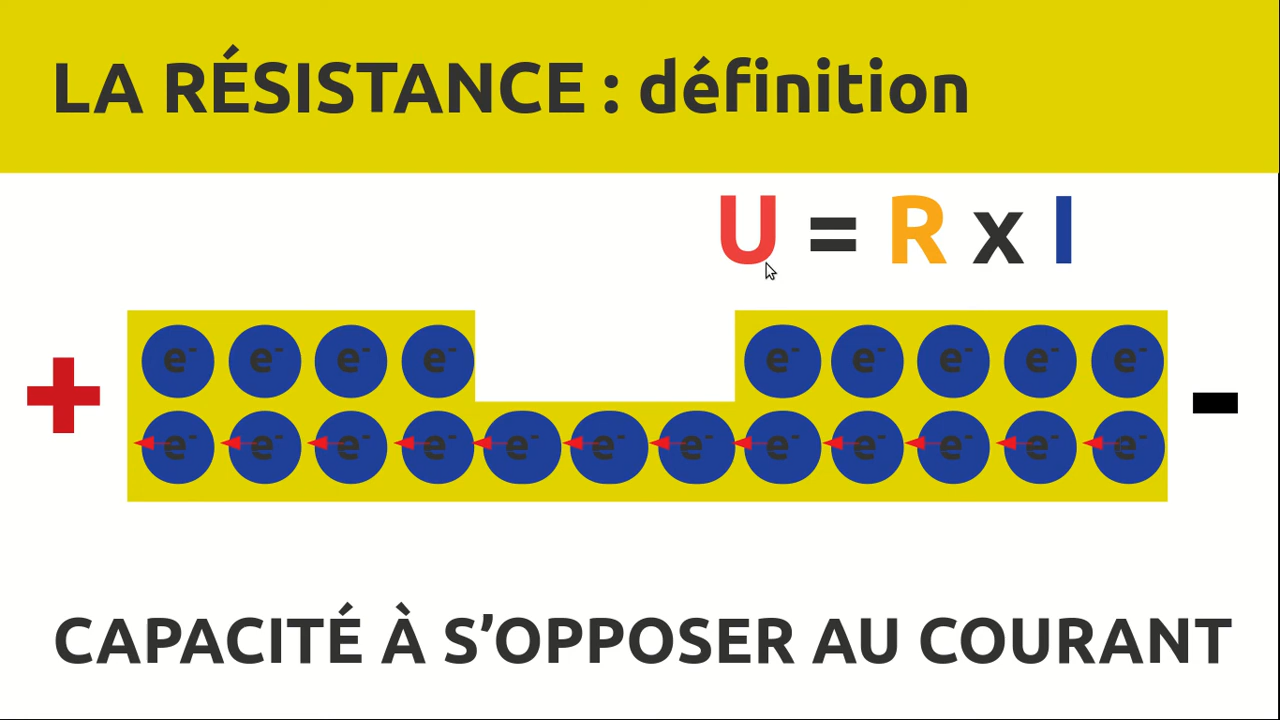 LA RÉSISTANCE : définition
U = R x I
e- e- e- e- e- e- e- e- e-
+ -
e- e- e- e- e- e- e- e- e- e- e- e-
CAPACITÉ À S’OPPOSER AU COURANT